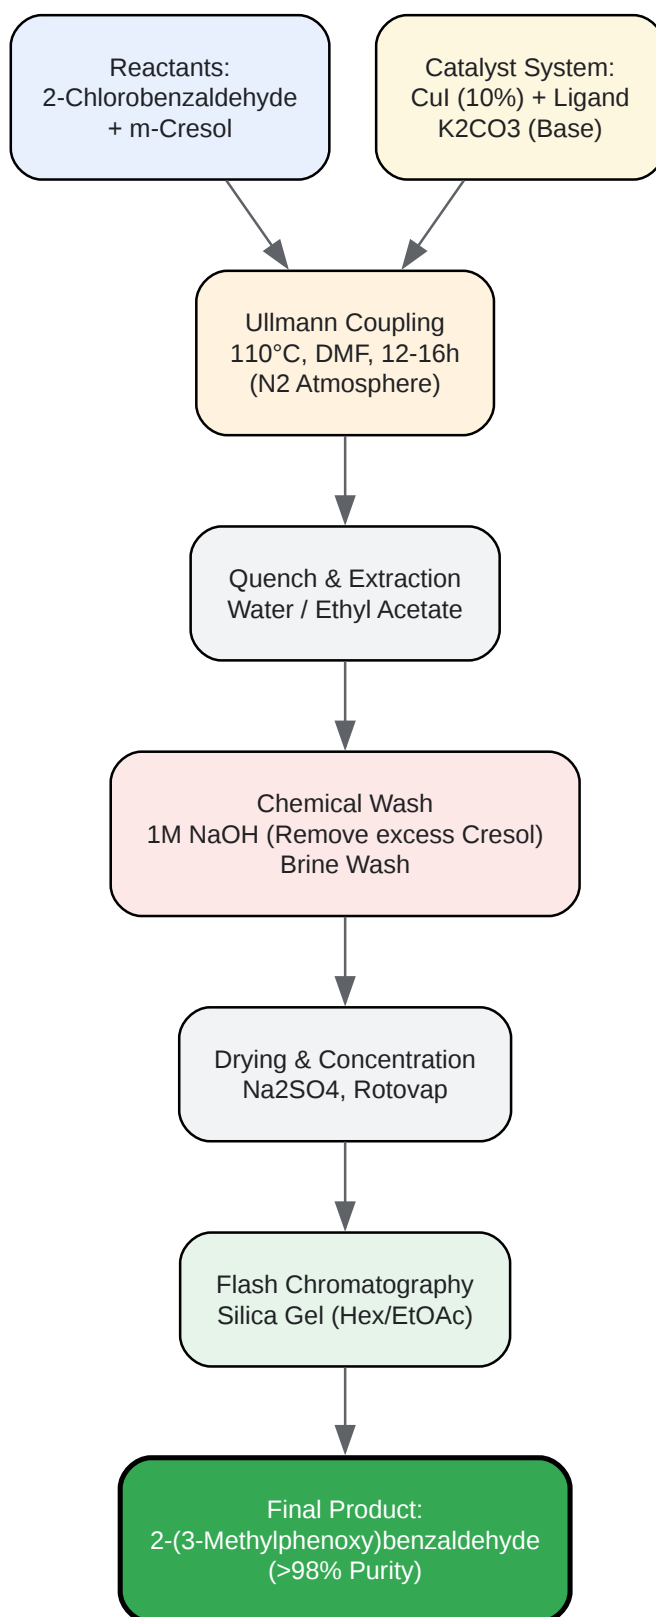 Reactants:
2-Chlorobenzaldehyde
+ m-Cresol
Catalyst System:
CuI (10%) + Ligand
K2CO3 (Base)
Ullmann Coupling
110°C, DMF, 12-16h
(N2 Atmosphere)
Quench & Extraction
Water / Ethyl Acetate
Chemical Wash
1M NaOH (Remove excess Cresol)
Brine Wash
Drying & Concentration
Na2SO4, Rotovap
Flash Chromatography
Silica Gel (Hex/EtOAc)
Final Product:
2-(3-Methylphenoxy)benzaldehyde
(>98% Purity)